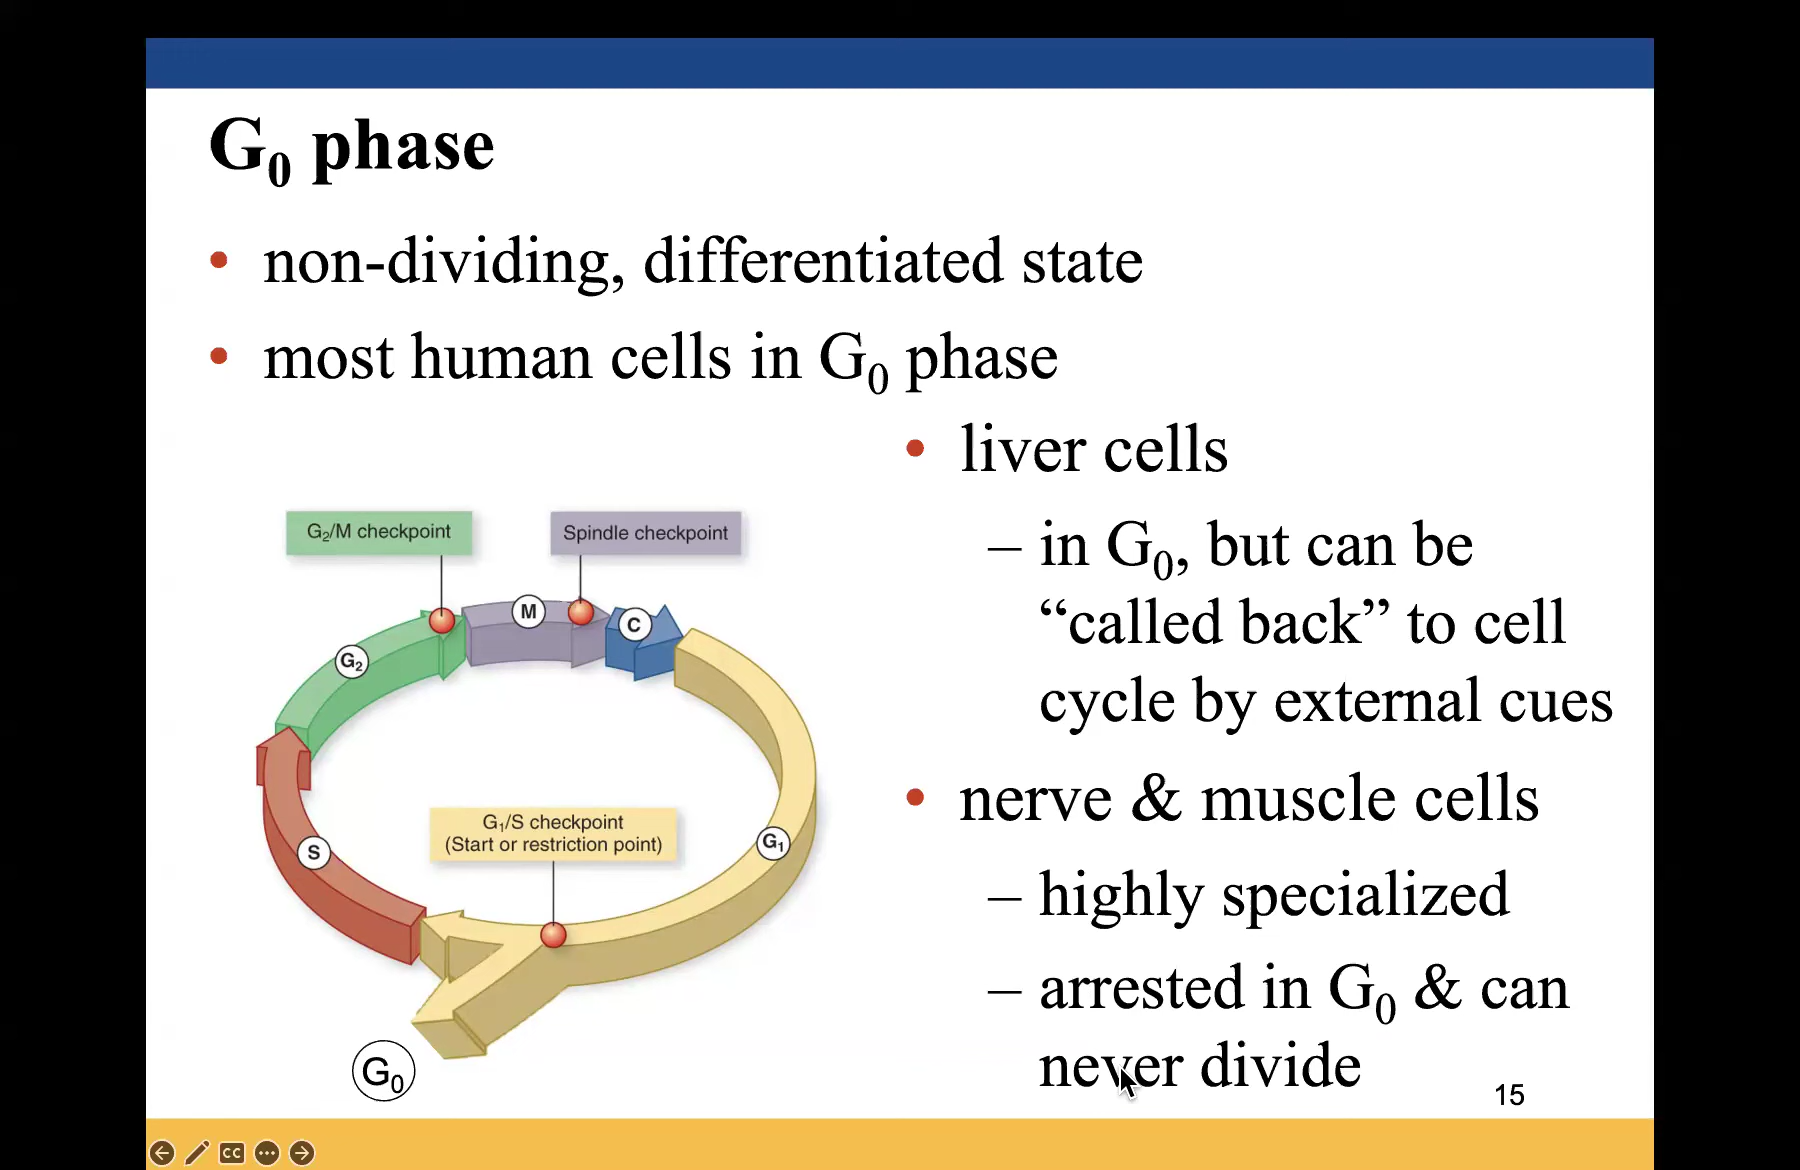 G₀ phase
• non-dividing, differentiated state
• most human cells in G₀ phase
• liver cells
– in G₀, but can be
“called back” to cell
cycle by external cues
• nerve & muscle cells
– highly specialized
– arrested in G₀ & can
never divide
G₂/M checkpoint
Spindle checkpoint
M
C
G₂
G₁/S checkpoint
(Start or restriction point)
G₁
S
G₀
15
CC